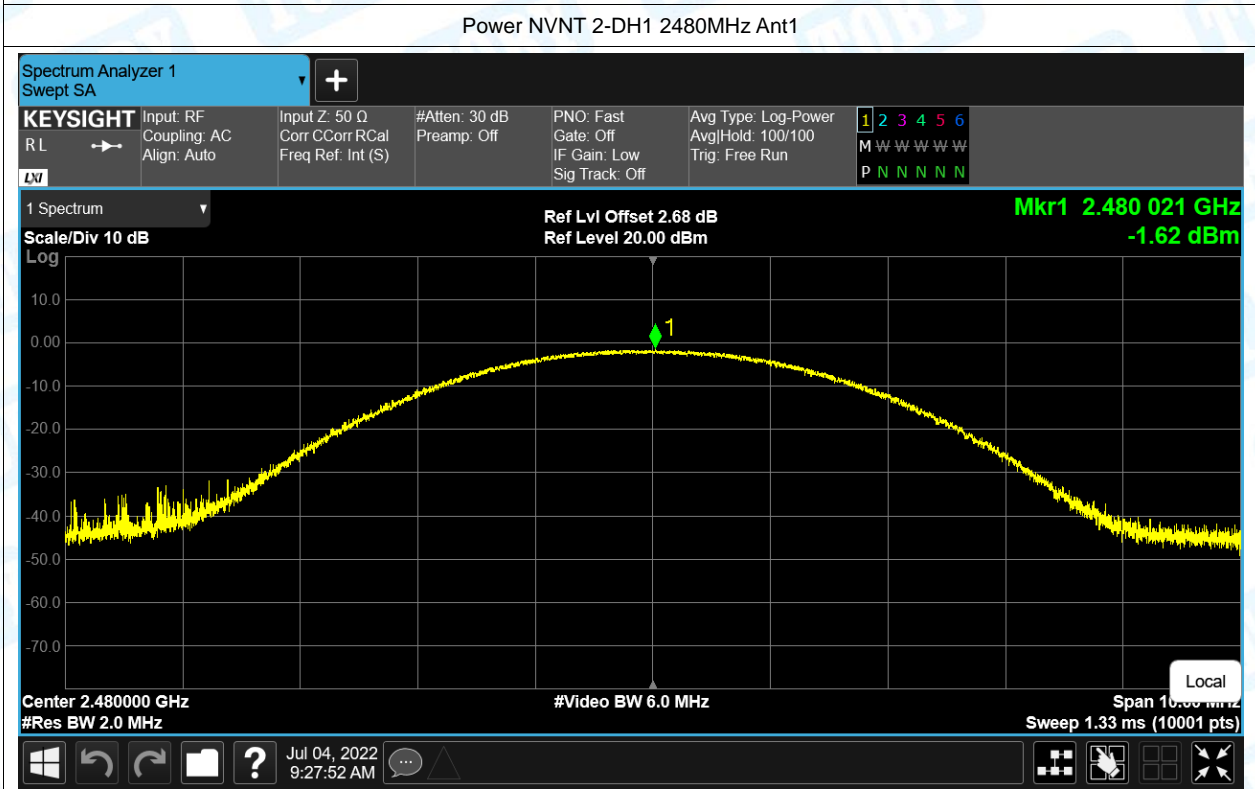 Power NVNT 2-DH1 2480MHz Ant1
Spectrum Analyzer 1
Swept SA
KEYSIGHT
R L
LXI
Input: RF
Coupling: AC
Align: Auto
Input Z: 50 Ω
Corr CCorr RCal
Freq Ref: Int (S)
#Atten: 30 dB
Preamp: Off
PNO: Fast
Gate: Off
IF Gain: Low
Sig Track: Off
Avg Type: Log-Power
Avg|Hold: 100/100
Trig: Free Run
1 2 3 4 5 6
M W W W W W
P N N N N N
1 Spectrum
Scale/Div 10 dB
Log
Ref Lvl Offset 2.68 dB
Ref Level 20.00 dBm
Mkr1 2.480 021 GHz
-1.62 dBm
10.0
0.00
-10.0
-20.0
-30.0
-40.0
-50.0
-60.0
-70.0
1
Local
Center 2.480000 GHz
#Video BW 6.0 MHz
Span 10.00 MHz
#Res BW 2.0 MHz
Sweep 1.33 ms (10001 pts)
?
Jul 04, 2022
9:27:52 AM